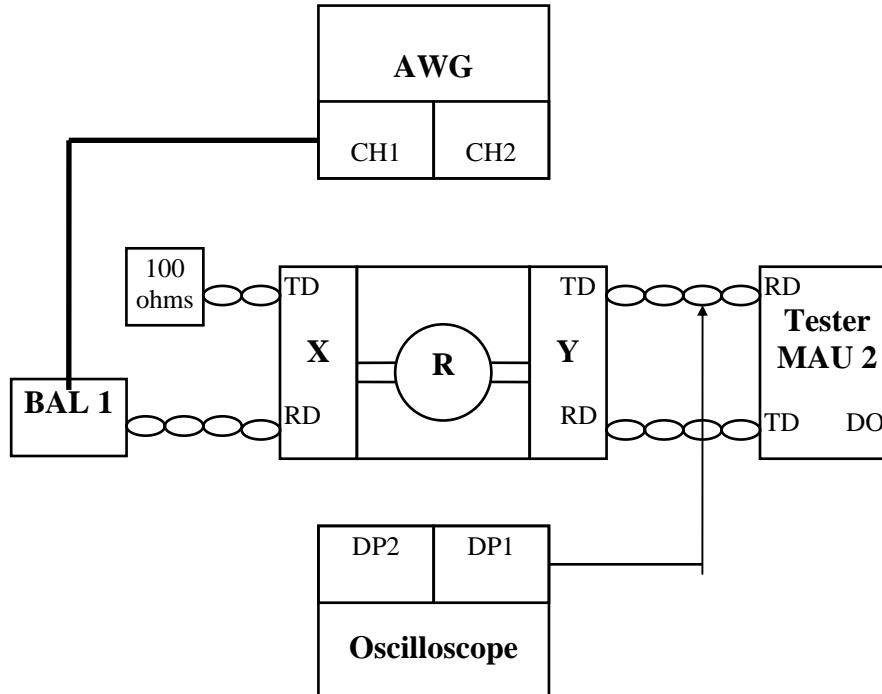 AWG
CH1 CH2
100
ohms
TD
TD
RD
X
R
Y
Tester
MAU 2
BAL 1
RD
RD
TD
DO
DP2 DP1
Oscilloscope